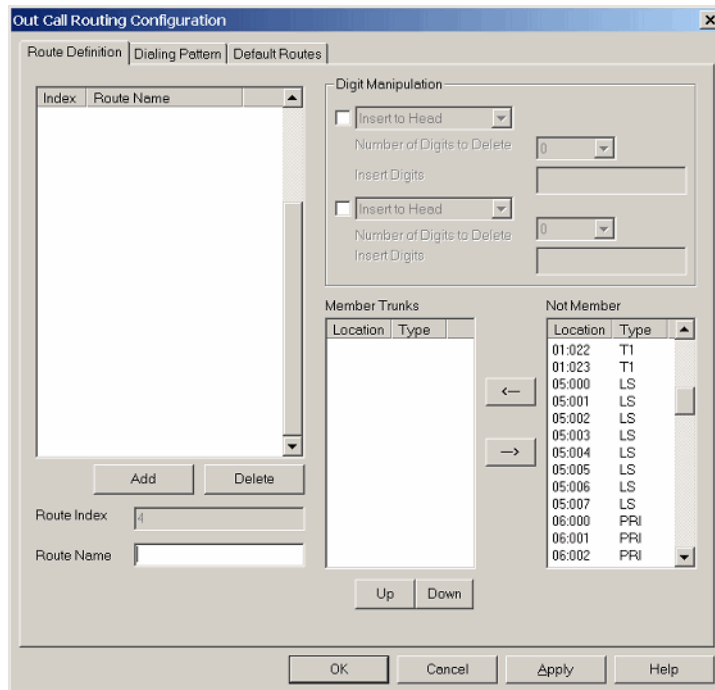 Out Call Routing Configuration
Route Definition Dialing Pattern Default Routes
Index Route Name
Add Delete
Route Index 4
Route Name
Digit Manipulation
Insert to Head
Number of Digits to Delete 0
Insert Digits
Insert to Head
Number of Digits to Delete 0
Insert Digits
Member Trunks
Location Type
Up Down
<—
—>
Not Member
Location Type
01:022 T1
01:023 T1
05:000 LS
05:001 LS
05:002 LS
05:003 LS
05:004 LS
05:005 LS
05:006 LS
05:007 LS
06:000 PRI
06:001 PRI
06:002 PRI
OK Cancel Apply Help